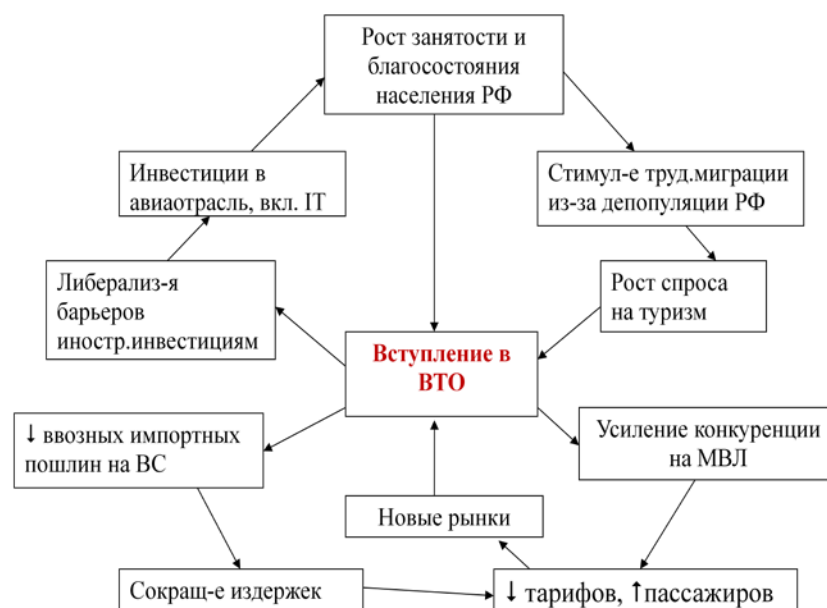 Рост занятости и
благосостояния
населения РФ
Инвестиции в
авиаотрасль, вкл. IT
Стимул-е труд.миграции
из-за депопуляции РФ
Либерализ-я
барьеров
иностр.инвестициям
Рост спроса
на туризм
Вступление в
ВТО
↓ ввозных импортных
пошлин на ВС
Усиление конкуренции
на МВЛ
Новые рынки
Сокращ-е издержек
↓ тарифов, ↑пассажиров